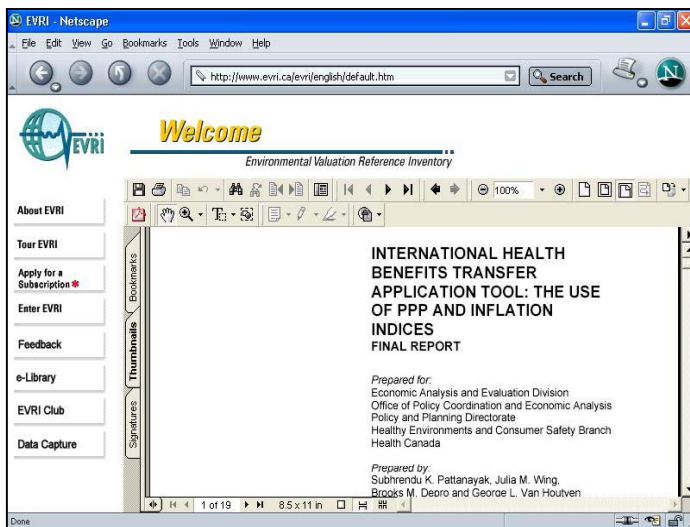 EVRI - Netscape
File Edit View Go Bookmarks Tools Window Help
http://www.evri.ca/evri/english/default.htm
Search
N
EVRI
Welcome
Environmental Valuation Reference Inventory
100%
About EVRI
Tour EVRI
Apply for a
Subscription *
Enter EVRI
Feedback
e-Library
EVRI Club
Data Capture
Bookmarks
Thumbnails
Signatures
INTERNATIONAL HEALTH
BENEFITS TRANSFER
APPLICATION TOOL: THE USE
OF PPP AND INFLATION
INDICES
FINAL REPORT
Prepared for:
Economic Analysis and Evaluation Division
Office of Policy Coordination and Economic Analysis
Policy and Planning Directorate
Healthy Environments and Consumer Safety Branch
Health Canada
Prepared by:
Subhrendu K. Pattanayak, Julia M. Wing,
Brooks M. Depro and George L. Van Houtven
1 of 19 8.5 x 11 in
Done